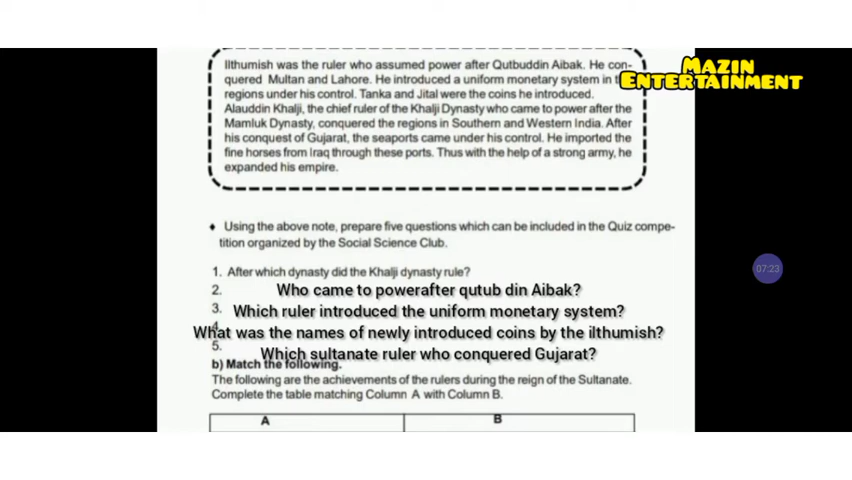 Ilthumish was the ruler who assumed power after Qutbuddin Aibak. He con-
quered Multan and Lahore. He introduced a uniform monetary system in
regions under his control. Tanka and Jital were the coins he introduced.
Alauddin Khalji, the chief ruler of the Khalji Dynasty who came to power after the
Mamluk Dynasty, conquered the regions in Southern and Western India. After
his conquest of Gujarat, the seaports came under his control. He imported the
fine horses from Iraq through these ports. Thus with the help of a strong army, he
expanded his empire.
MAZIN
ENTERTAINMENT
♦ Using the above note, prepare five questions which can be included in the Quiz compe-
tition organized by the Social Science Club.
1. After which dynasty did the Khalji dynasty rule?
2. Who came to powerafter qutub din Aibak?
3. Which ruler introduced the uniform monetary system?
4. What was the names of newly introduced coins by the ilthumish?
5. Which sultanate ruler who conquered Gujarat?
b) Match the following.
The following are the achievements of the rulers during the reign of the Sultanate.
Complete the table matching Column A with Column B.
A B
07:23